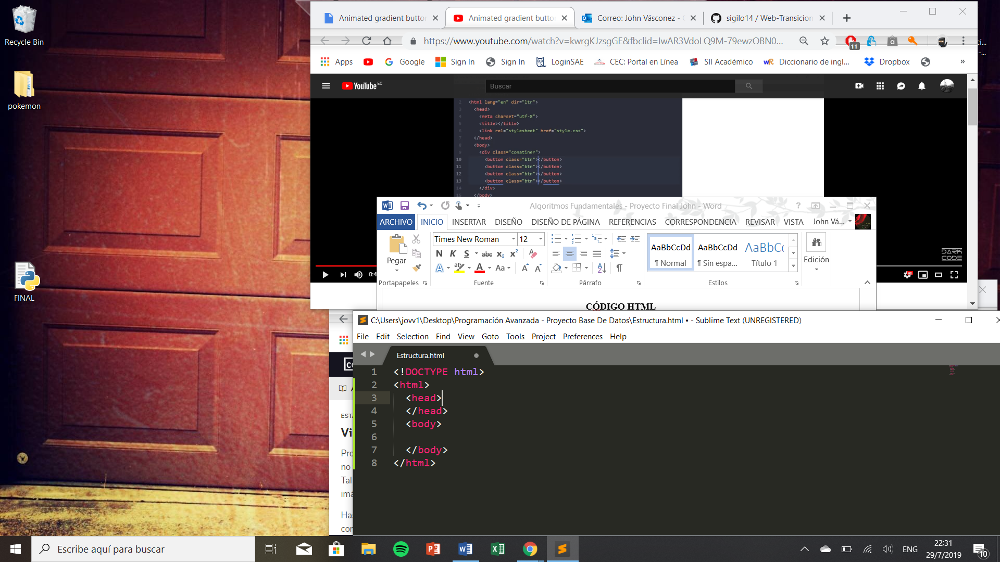 Recycle Bin
pokemon
FINAL
Animated gradient butto
Animated gradient butto
Correo: John Vásconez -
sigilo14 / Web-Transicion
https://www.youtube.com/watch?v=kwrgKJzsgGE&fbclid=IwAR3VdoLQ9M-79ewzOBN0...
11
Apps
Google
Sign In
Sign In
LoginSAE
CEC: Portal en Línea
SII Académico
Diccionario de ingl...
Dropbox
»
YouTube EC
Buscar
2 <html lang="en" dir="ltr">
3 <head>
4 <meta charset="utf-8">
5 <title></title>
6 <link rel="stylesheet" href="style.css">
7 </head>
8 <body>
9 <div class="conatiner">
10 <button class="btn"></button>
11 <button class="btn"></button>
12 <button class="btn"></button>
13 <button class="btn"></button>
14 </div>
15 </body>
DARK
CODE
0:4
HD
Algoritmos Fundamentales - Proyecto Final John - Word
ARCHIVO INICIO INSERTAR DISEÑO DISEÑO DE PÁGINA REFERENCIAS CORRESPONDENCIA REVISAR VISTA John Vá...
Pegar
Times New Roman 12
N K S abc x₂ x²
A ab A Aa A A
AaBbCcDd AaBbCcDd AaBbCc
¶ Normal ¶ Sin espa... Título 1
Edición
Portapapeles Fuente Párrafo Estilos
CÓDIGO HTML
C:\Users\jovv1\Desktop\Programación Avanzada - Proyecto Base De Datos\Estructura.html • - Sublime Text (UNREGISTERED)
File Edit Selection Find View Goto Tools Project Preferences Help
Estructura.html
1 <!DOCTYPE html>
2 <html>
3 <head>
4 </head>
5 <body>
6
7 </body>
8 </html>
EST
Vi
Pro
no
Tal
ima
Has
cor
Escribe aquí para buscar
ENG
22:31
29/7/2019
10